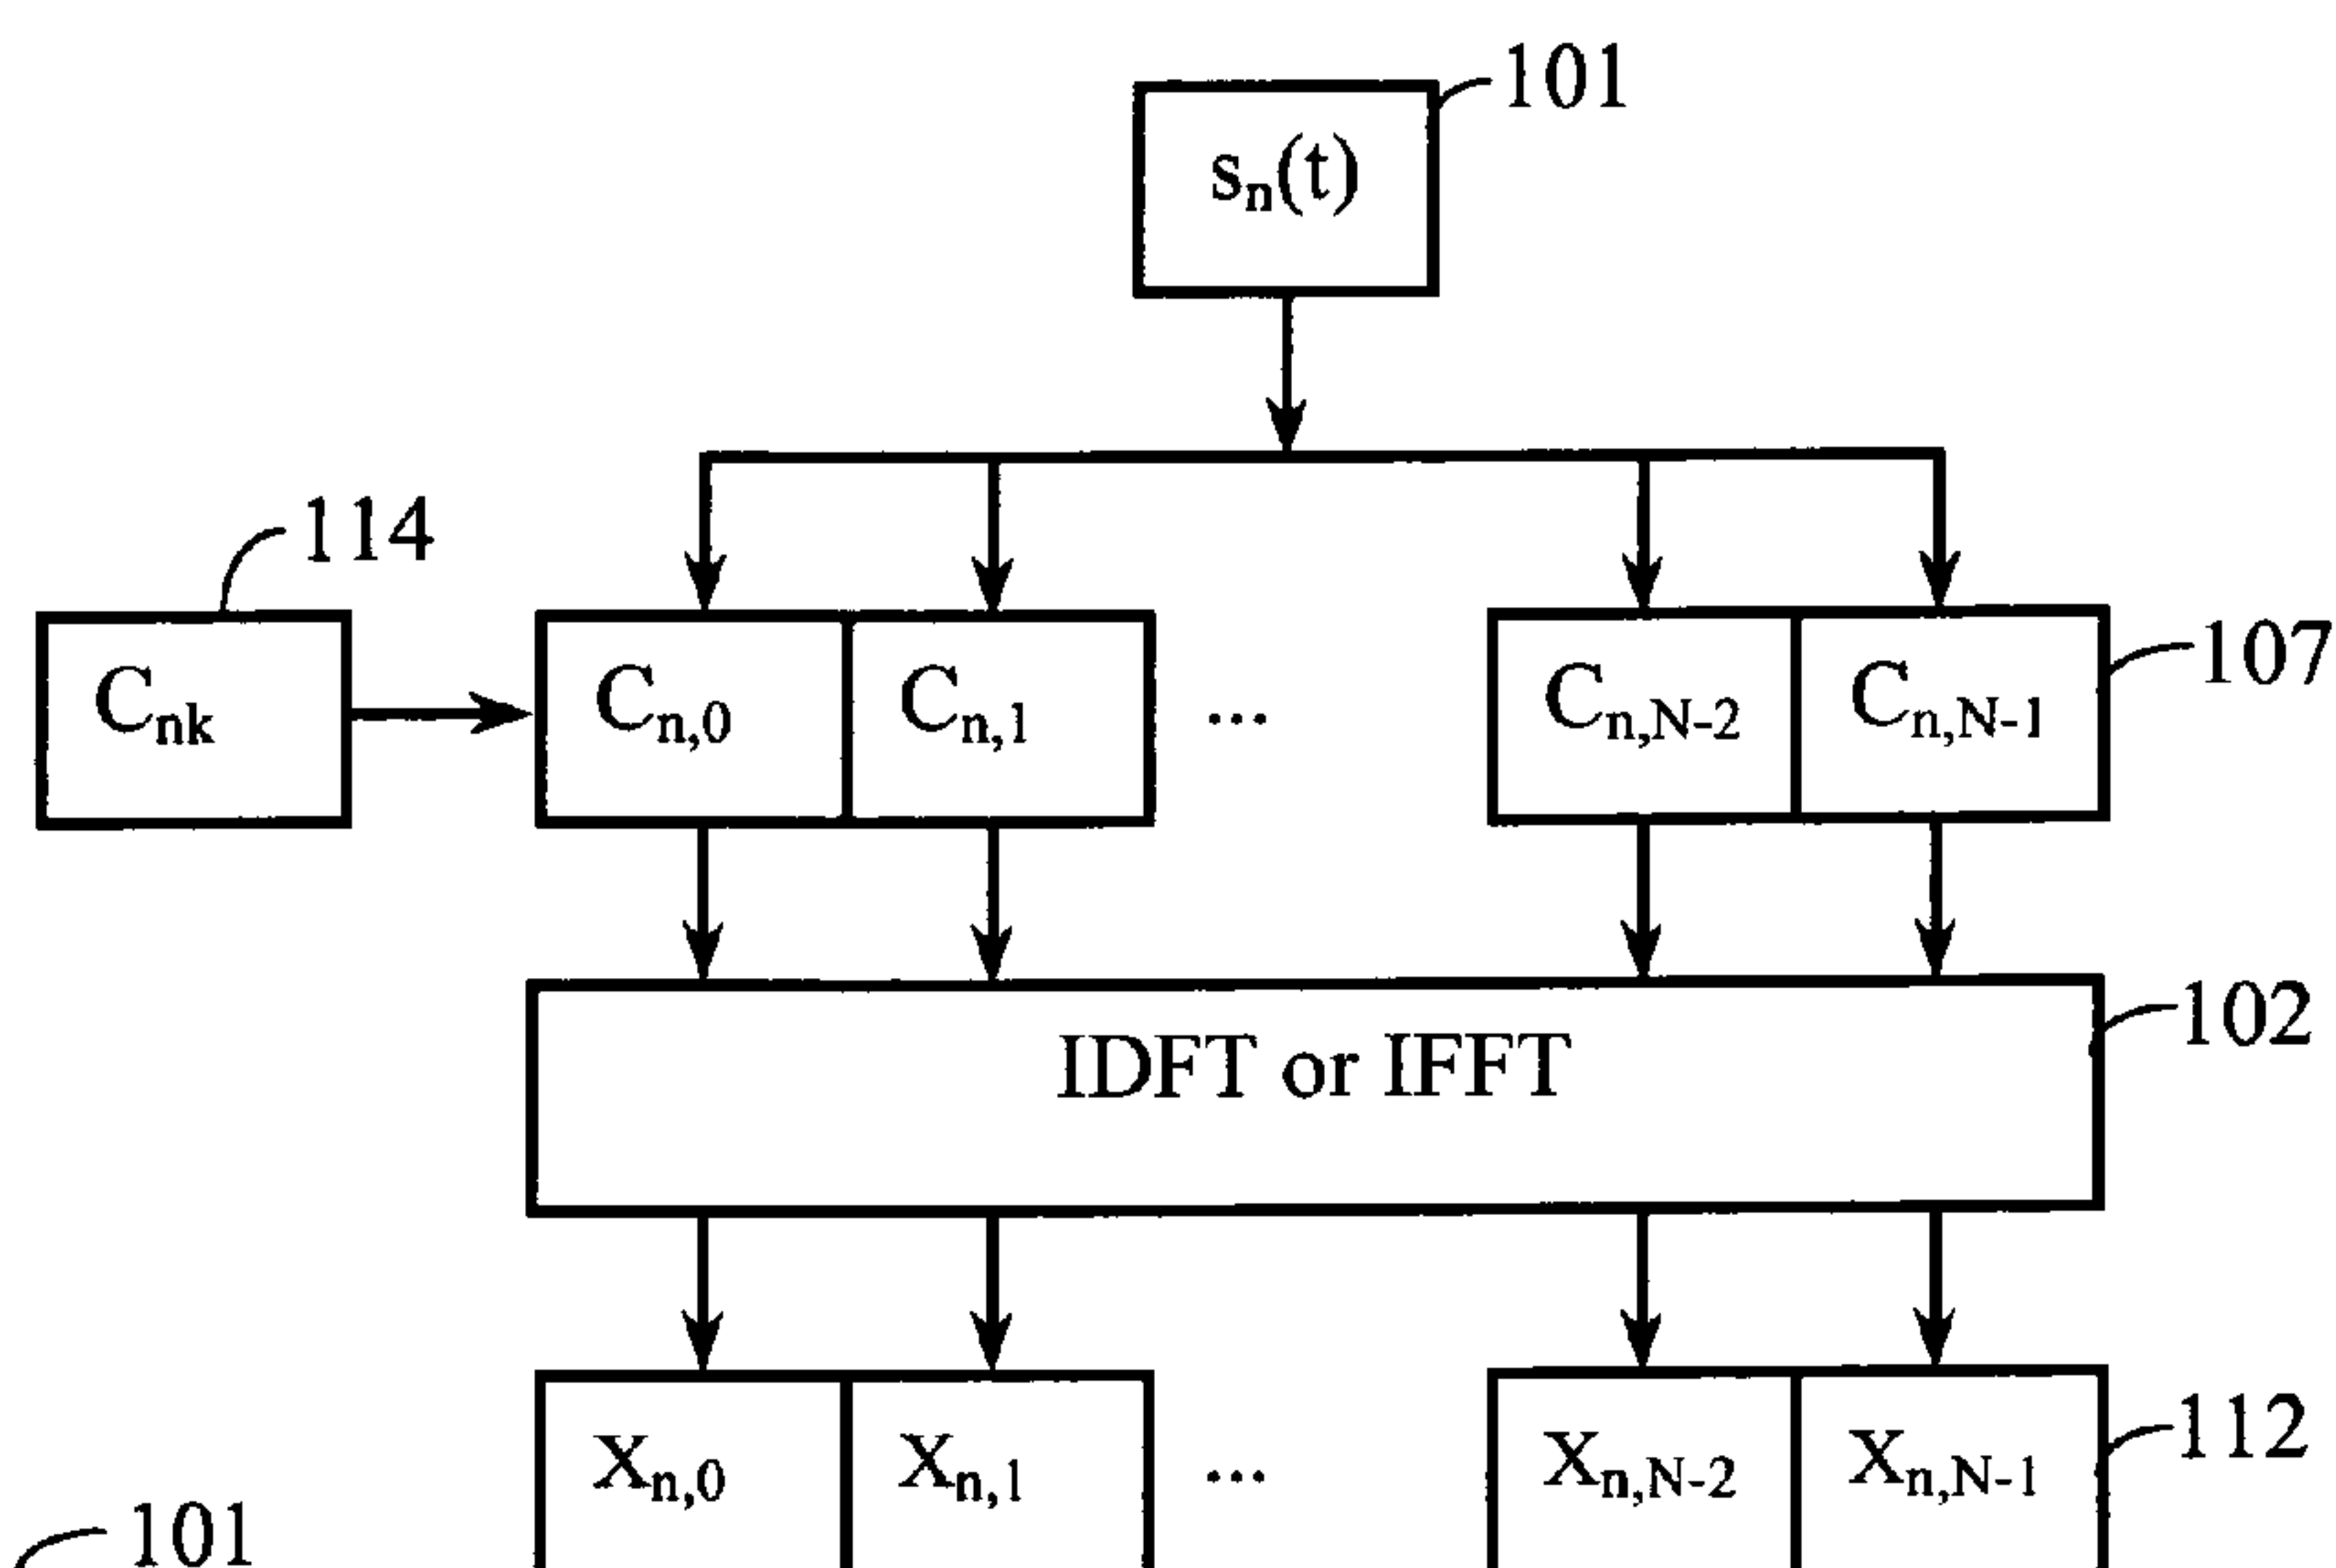 101
sₙ(t)
114
107
Cₙₖ
Cₙ,₀ Cₙ,₁ ... Cₙ,N-2 Cₙ,N-1
102
IDFT or IFFT
112
Xₙ,₀ Xₙ,₁ ... Xₙ,N-2 Xₙ,N-1
101